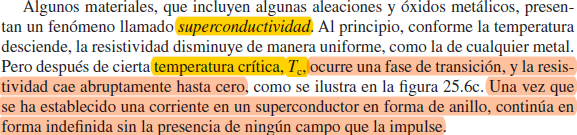 Algunos materiales, que incluyen algunas aleaciones y óxidos metálicos, presen-
tan un fenómeno llamado superconductividad. Al principio, conforme la temperatura
desciende, la resistividad disminuye de manera uniforme, como la de cualquier metal.
Pero después de cierta temperatura crítica, Tc, ocurre una fase de transición, y la resis-
tividad cae abruptamente hasta cero, como se ilustra en la figura 25.6c. Una vez que
se ha establecido una corriente en un superconductor en forma de anillo, continúa en
forma indefinida sin la presencia de ningún campo que la impulse.